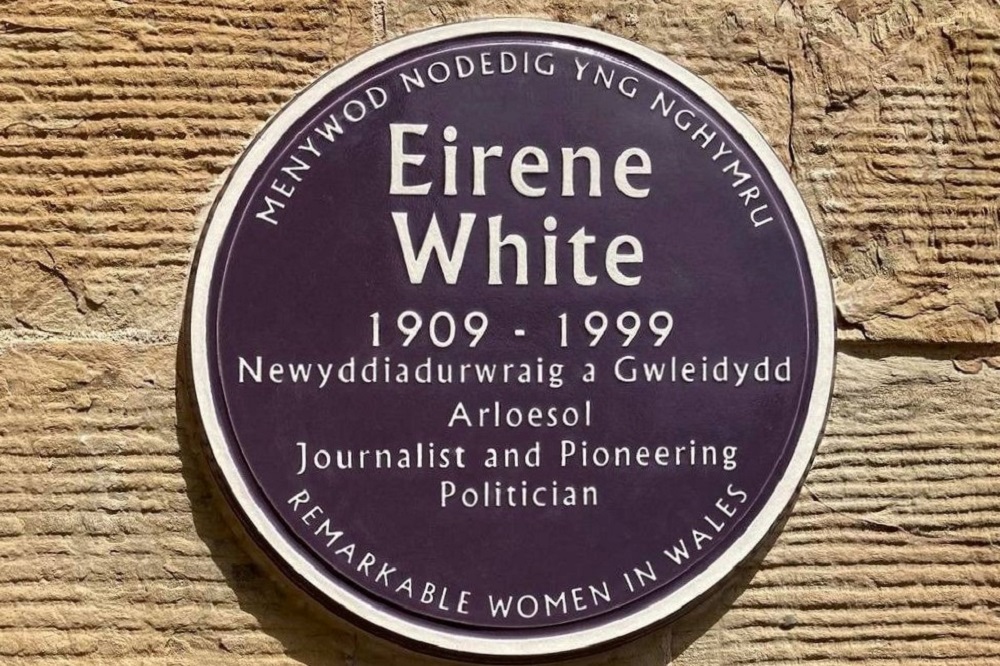 MENYWOD NODEDIG YNG NGHYMRU
Eirene
White
1909 - 1999
Newyddiadurwraig a Gwleidydd
Arloesol
Journalist and Pioneering
Politician
REMARKABLE WOMEN IN WALES